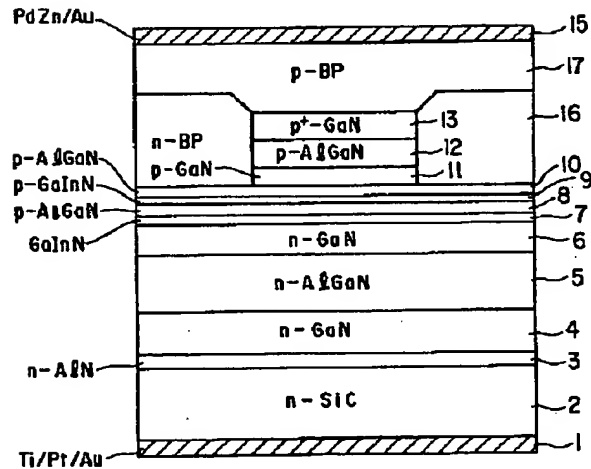 PdZn/Au
15
p-BP
17
p⁺-GaN
13
16
n-BP
p-AlGaN
12
p-AlGaN
p-GaN
11
10
p-GaInN
9
p-AlGaN
8
GaInN
7
n-GaN
6
n-AlGaN
5
n-GaN
4
n-AlN
3
n-SiC
2
Ti/Pt/Au
1